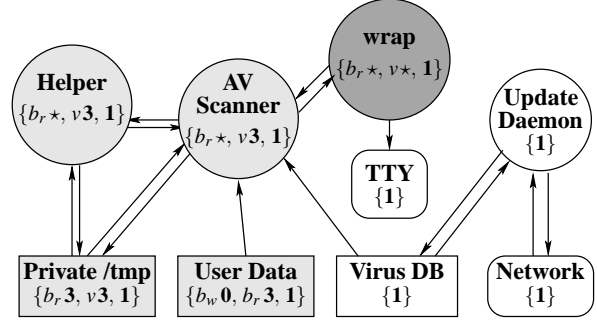 wrap
{b_r ⋆, v⋆, 1}
Helper
{b_r ⋆, v 3, 1}
AV
Scanner
{b_r ⋆, v 3, 1}
Update
Daemon
{1}
TTY
{1}
Private /tmp
{b_r 3, v 3, 1}
User Data
{b_w 0, b_r 3, 1}
Virus DB
{1}
Network
{1}